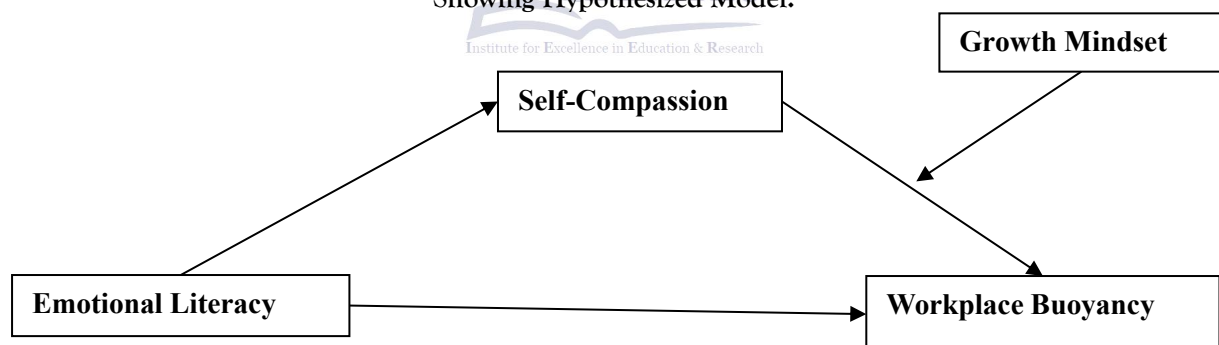 Showing Hypothesized Model.
Institute for Excellence in Education & Research
Growth Mindset
Self-Compassion
Emotional Literacy
Workplace Buoyancy